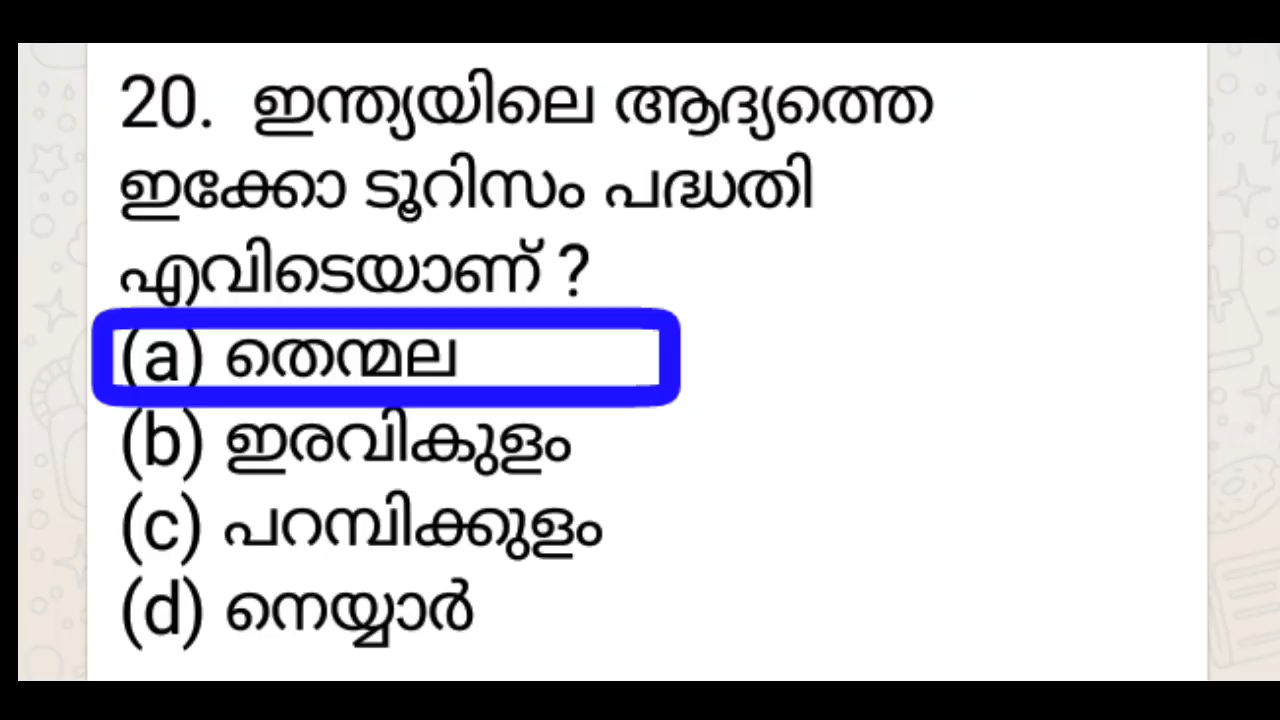 20. ഇന്ത്യയിലെ ആദ്യത്തെ
ഇക്കോ ടൂറിസം പദ്ധതി
എവിടെയാണ് ?
(a) തെന്മല
(b) ഇരവികുളം
(c) പറമ്പിക്കുളം
(d) നെയ്യാർ